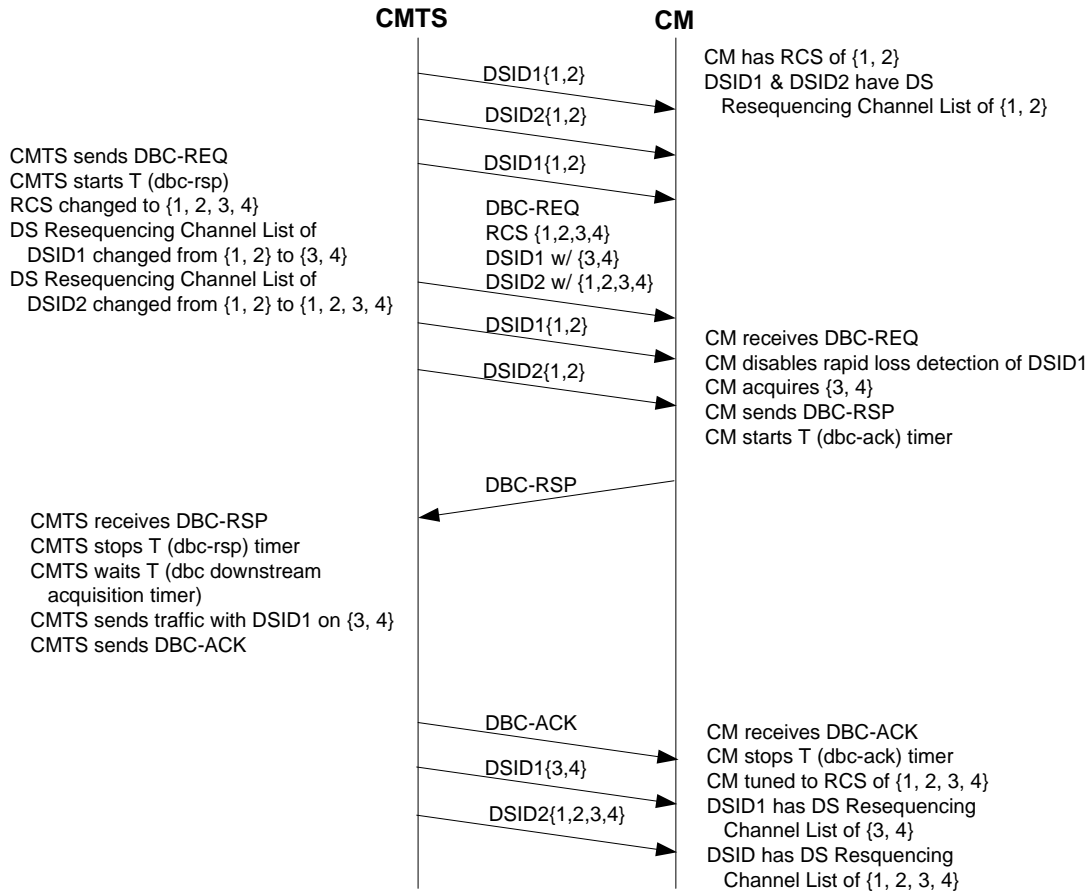 CMTS
CM
CM has RCS of {1, 2}
DSID1 & DSID2 have DS
Resequencing Channel List of {1, 2}
DSID1{1,2}
DSID2{1,2}
DSID1{1,2}
CMTS sends DBC-REQ
CMTS starts T (dbc-rsp)
RCS changed to {1, 2, 3, 4}
DS Resequencing Channel List of
DSID1 changed from {1, 2} to {3, 4}
DS Resequencing Channel List of
DSID2 changed from {1, 2} to {1, 2, 3, 4}
DBC-REQ
RCS {1,2,3,4}
DSID1 w/ {3,4}
DSID2 w/ {1,2,3,4}
DSID1{1,2}
DSID2{1,2}
CM receives DBC-REQ
CM disables rapid loss detection of DSID1
CM acquires {3, 4}
CM sends DBC-RSP
CM starts T (dbc-ack) timer
DBC-RSP
CMTS receives DBC-RSP
CMTS stops T (dbc-rsp) timer
CMTS waits T (dbc downstream
acquisition timer)
CMTS sends traffic with DSID1 on {3, 4}
CMTS sends DBC-ACK
DBC-ACK
DSID1{3,4}
DSID2{1,2,3,4}
CM receives DBC-ACK
CM stops T (dbc-ack) timer
CM tuned to RCS of {1, 2, 3, 4}
DSID1 has DS Resequencing
Channel List of {3, 4}
DSID has DS Resquencing
Channel List of {1, 2, 3, 4}